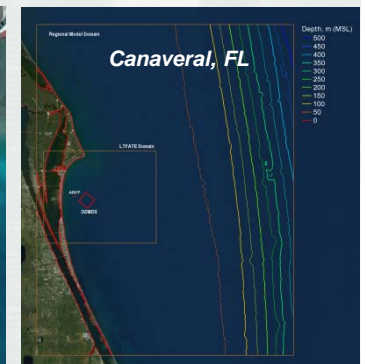 Regional Model Domain
Canaveral, FL
Depth, m (MSL)
500
450
400
350
300
250
200
150
100
50
0
LTFATE Domain
ADCP
ODMDS